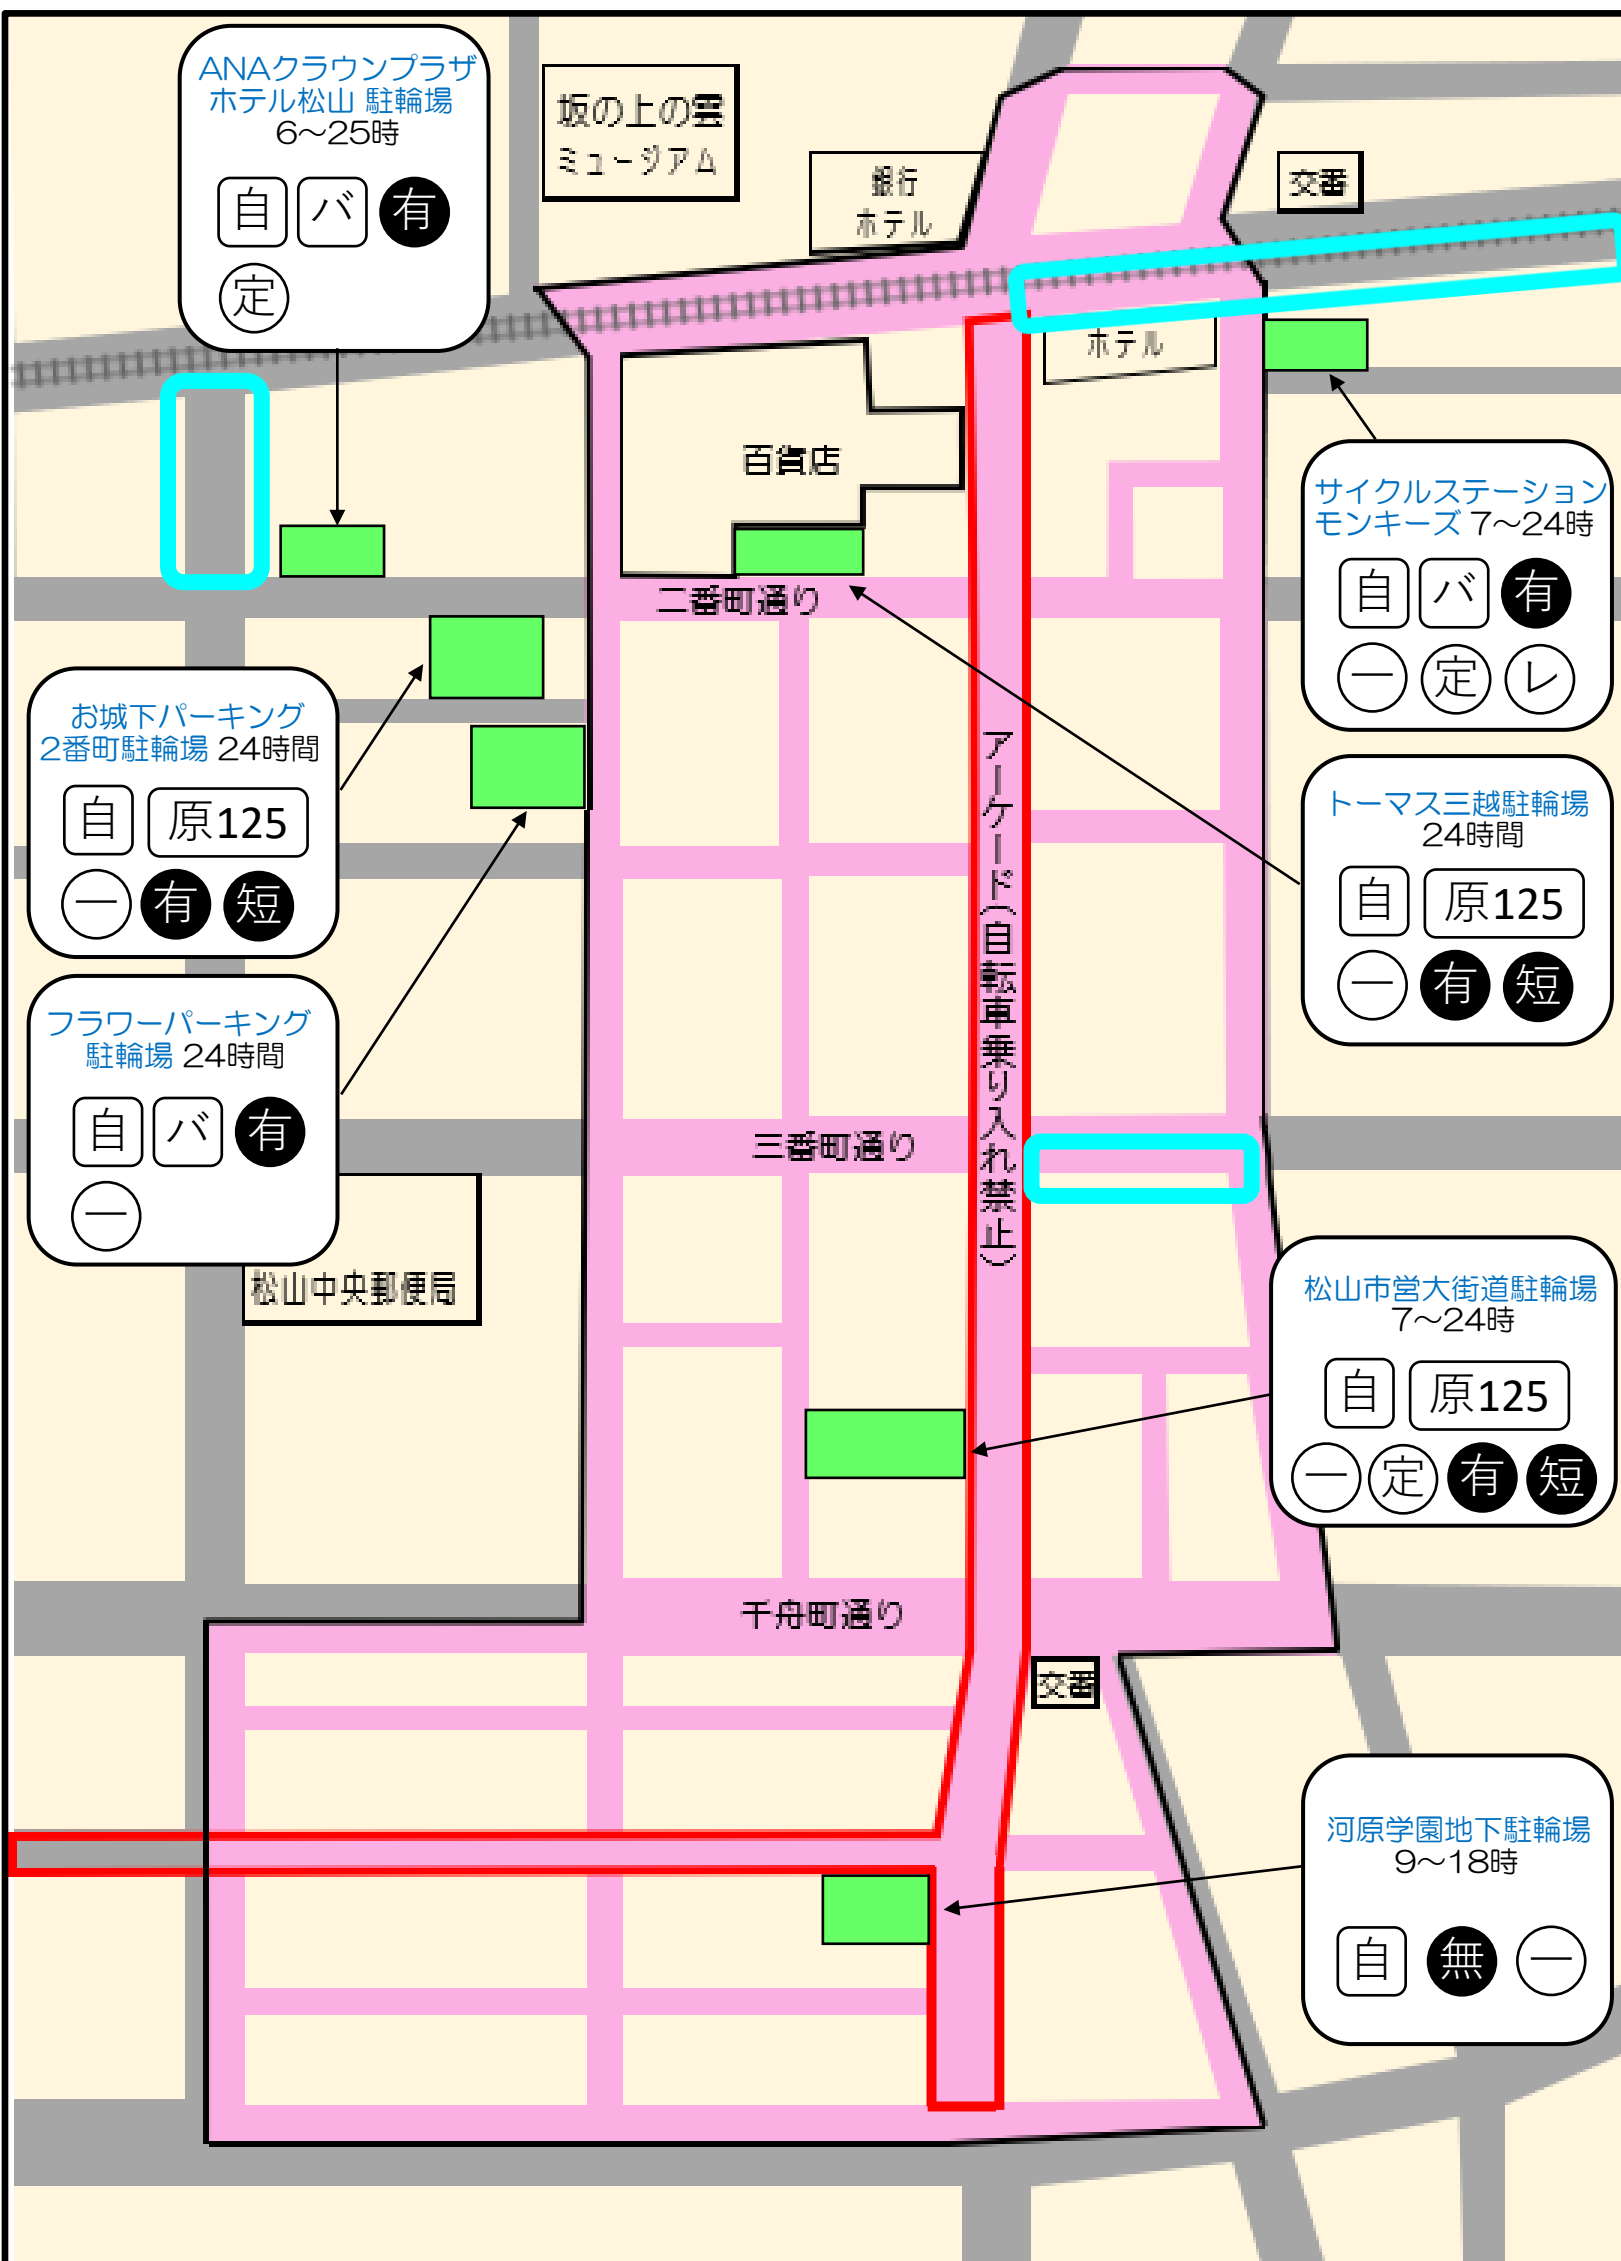 ANAクラウンプラザ
ホテル松山 駐輪場
6～25時
自 バ 有
定
坂の上の雲
ミュージアム
銀行
ホテル
交番
ホテル
百貨店
サイクルステーション
モンキーズ 7～24時
自 バ 有
一 定 レ
二番町通り
お城下パーキング
2番町駐輪場 24時間
自 原125
一 有 短
アーケード(自転車乗り入れ禁止)
トーマス三越駐輪場
24時間
自 原125
一 有 短
フラワーパーキング
駐輪場 24時間
自 バ 有
一
三番町通り
松山中央郵便局
松山市営大街道駐輪場
7～24時
自 原125
一 定 有 短
千舟町通り
交番
河原学園地下駐輪場
9～18時
自 無 一